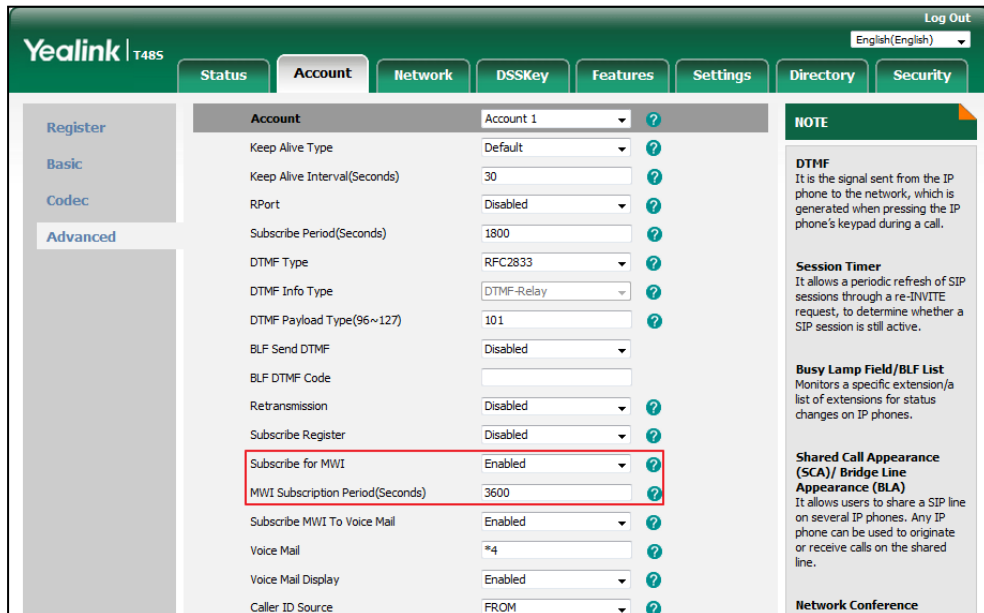 Log Out
Yealink T48S
English(English)
Status
Account
Network
DSSKey
Features
Settings
Directory
Security
Register
Basic
Codec
Advanced
Account Account 1
Keep Alive Type Default
Keep Alive Interval(Seconds) 30
RPort Disabled
Subscribe Period(Seconds) 1800
DTMF Type RFC2833
DTMF Info Type DTMF-Relay
DTMF Payload Type(96~127) 101
BLF Send DTMF Disabled
BLF DTMF Code
Retransmission Disabled
Subscribe Register Disabled
Subscribe for MWI Enabled
MWI Subscription Period(Seconds) 3600
Subscribe MWI To Voice Mail Enabled
Voice Mail *4
Voice Mail Display Enabled
Caller ID Source FROM
NOTE
DTMF
It is the signal sent from the IP
phone to the network, which is
generated when pressing the IP
phone's keypad during a call.
Session Timer
It allows a periodic refresh of SIP
sessions through a re-INVITE
request, to determine whether a
SIP session is still active.
Busy Lamp Field/BLF List
Monitors a specific extension/a
list of extensions for status
changes on IP phones.
Shared Call Appearance
(SCA)/ Bridge Line
Appearance (BLA)
It allows users to share a SIP line
on several IP phones. Any IP
phone can be used to originate
or receive calls on the shared
line.
Network Conference